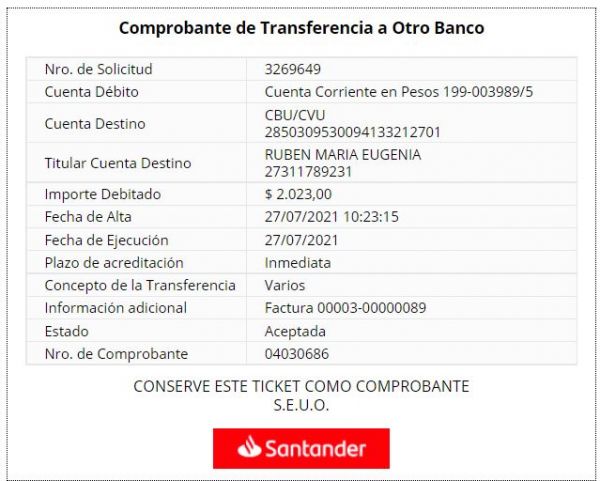 Comprobante de Transferencia a Otro Banco
Nro. de Solicitud 3269649
Cuenta Débito Cuenta Corriente en Pesos 199-003989/5
Cuenta Destino CBU/CVU
2850309530094133212701
Titular Cuenta Destino RUBEN MARIA EUGENIA
27311789231
Importe Debitado $ 2.023,00
Fecha de Alta 27/07/2021 10:23:15
Fecha de Ejecución 27/07/2021
Plazo de acreditación Inmediata
Concepto de la Transferencia Varios
Información adicional Factura 00003-00000089
Estado Aceptada
Nro. de Comprobante 04030686
CONSERVE ESTE TICKET COMO COMPROBANTE
S.E.U.O.
Santander